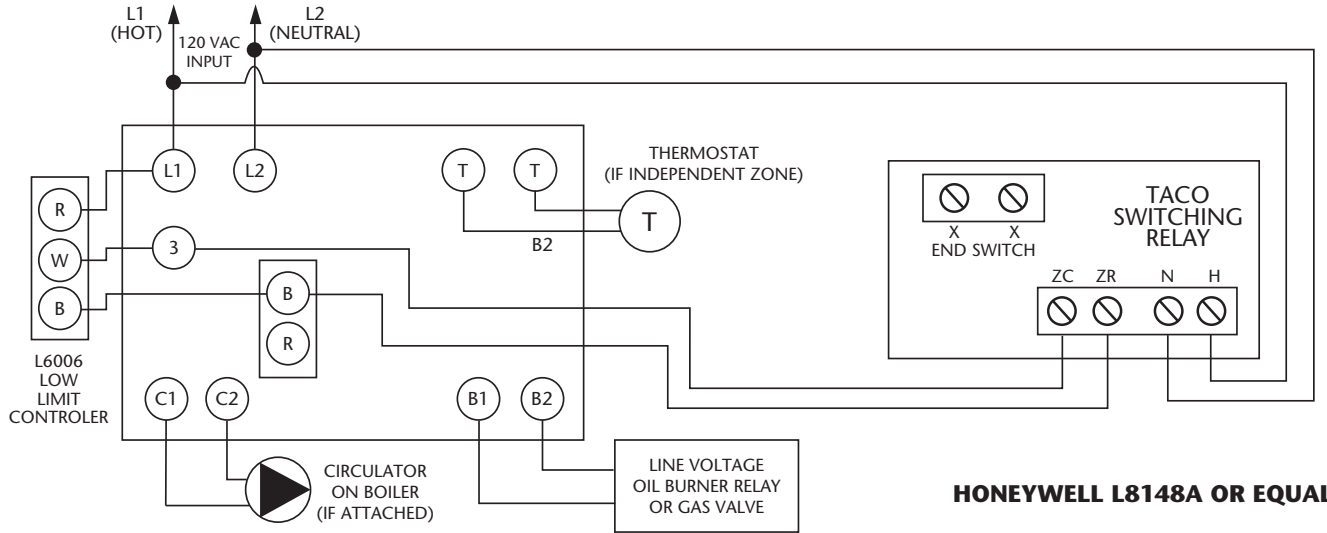 L1
(HOT)
L2
(NEUTRAL)
120 VAC
INPUT
L1
L2
T
T
THERMOSTAT
(IF INDEPENDENT ZONE)
T
B2
R
W
B
3
B
R
L6006
LOW
LIMIT
CONTROLER
C1
C2
B1
B2
CIRCULATOR
ON BOILER
(IF ATTACHED)
LINE VOLTAGE
OIL BURNER RELAY
OR GAS VALVE
X
X
END SWITCH
TACO
SWITCHING
RELAY
ZC
ZR
N
H
HONEYWELL L8148A OR EQUAL